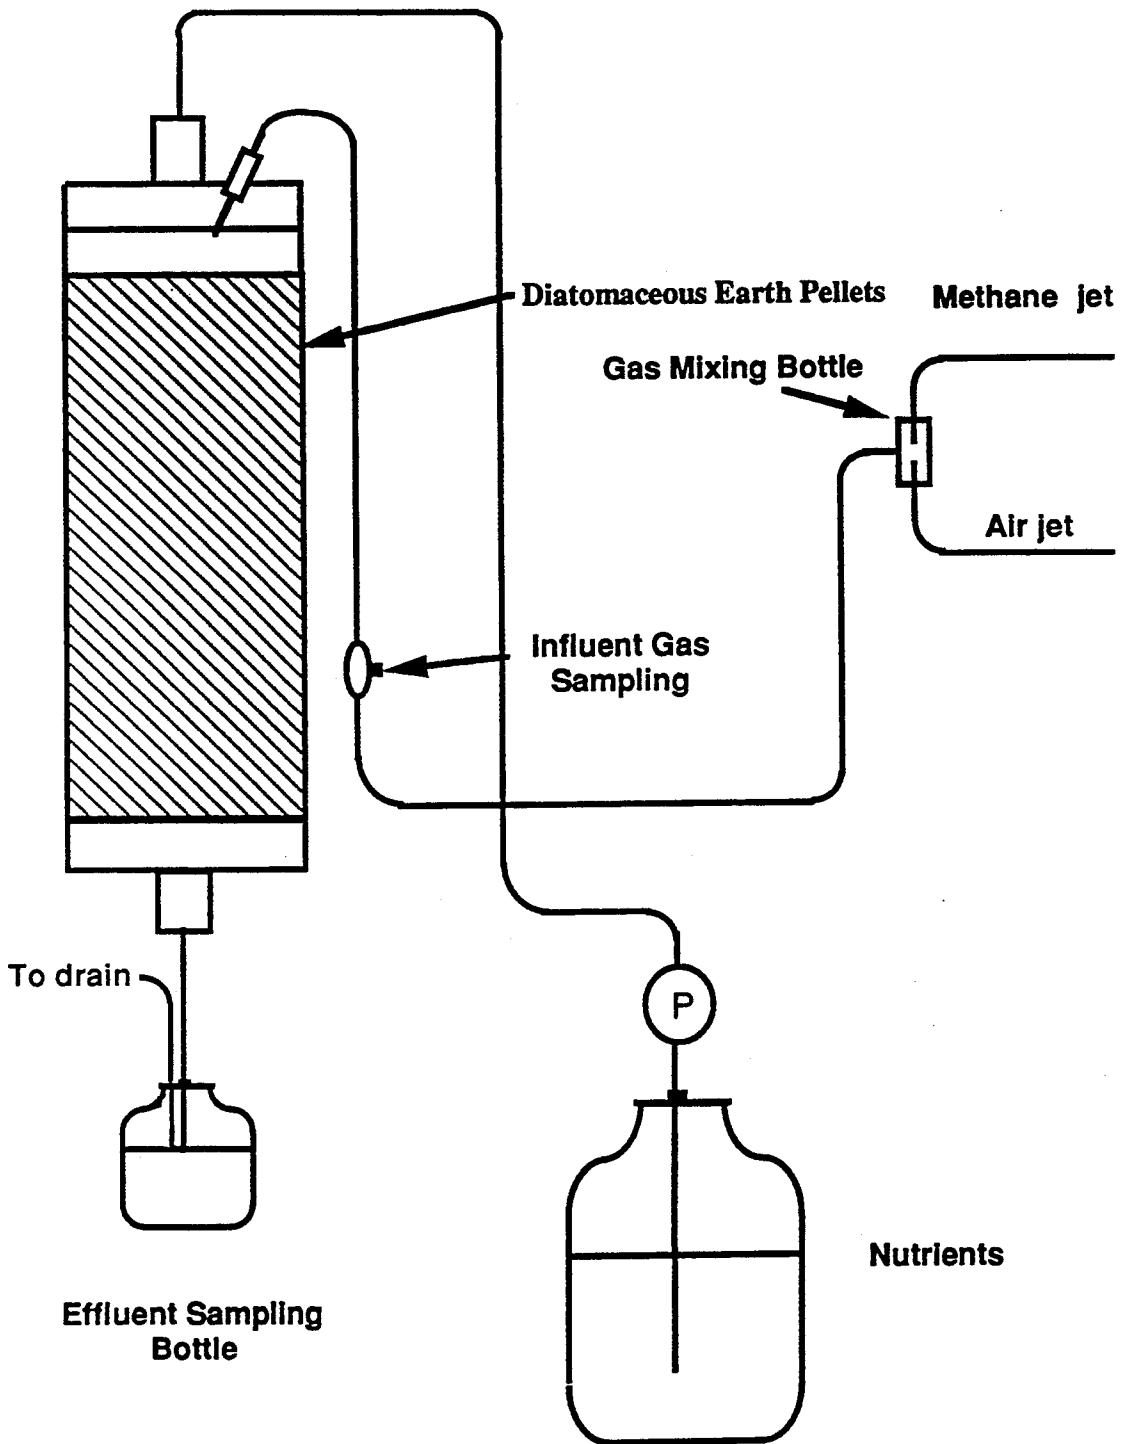 Diatomaceous Earth Pellets
Methane jet
Gas Mixing Bottle
Air jet
Influent Gas
Sampling
To drain
P
Nutrients
Effluent Sampling
Bottle